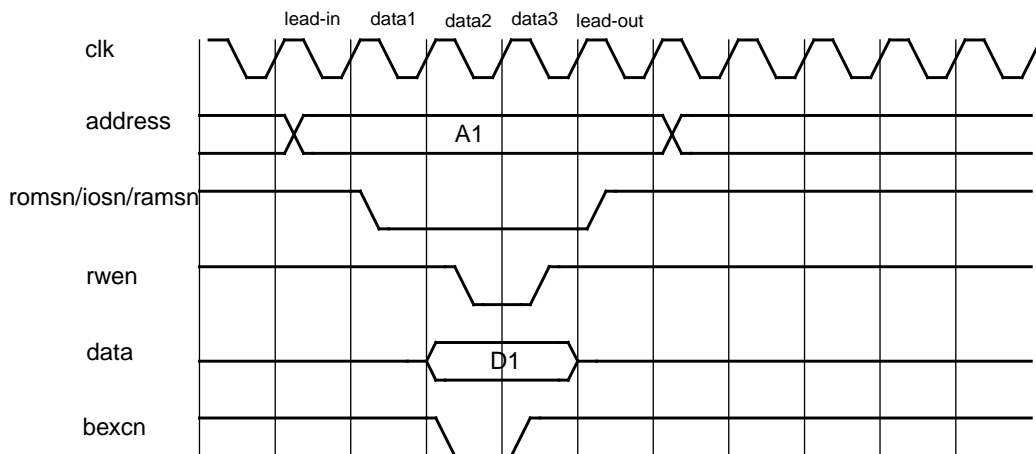 lead-in data1 data2 data3 lead-out
clk
address A1
romsn/iosn/ramsn
rwen
data D1
bexcn